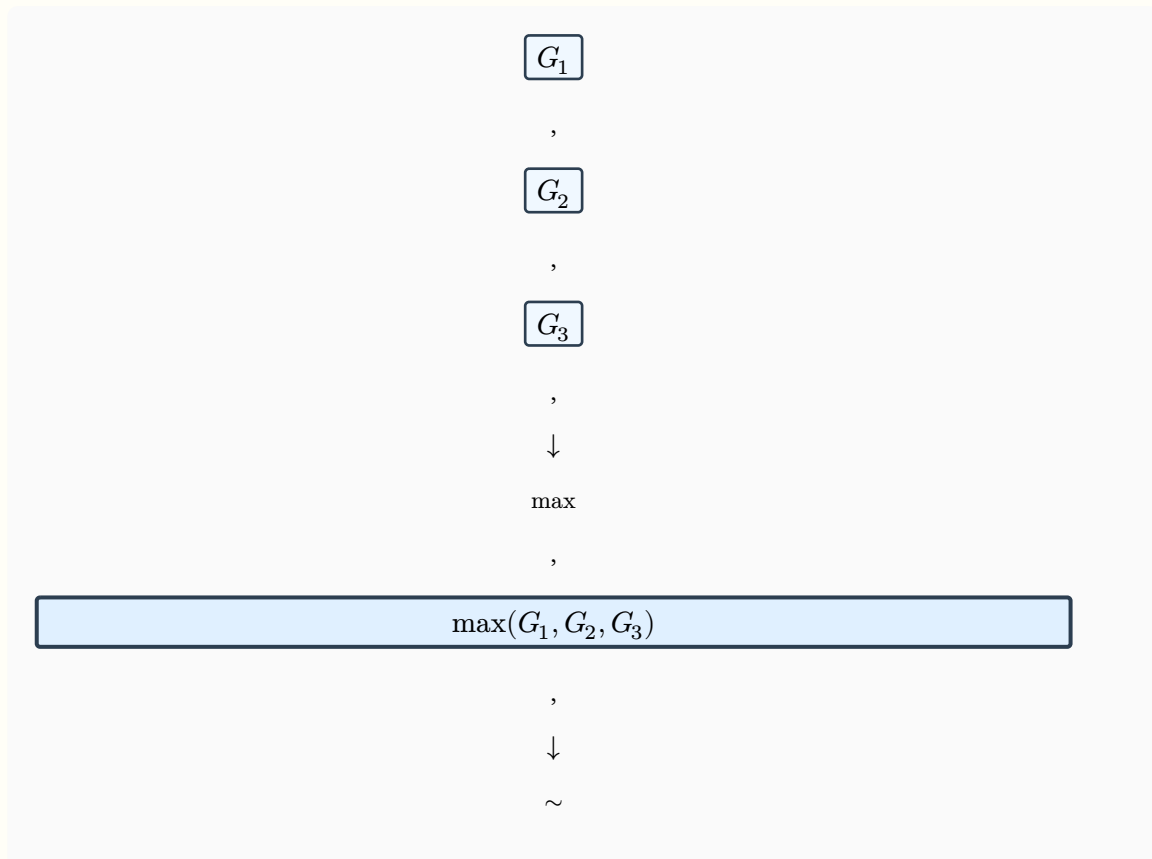 G₁
,
G₂
,
G₃
,
↓
max
,
max(G₁, G₂, G₃)
,
↓
~